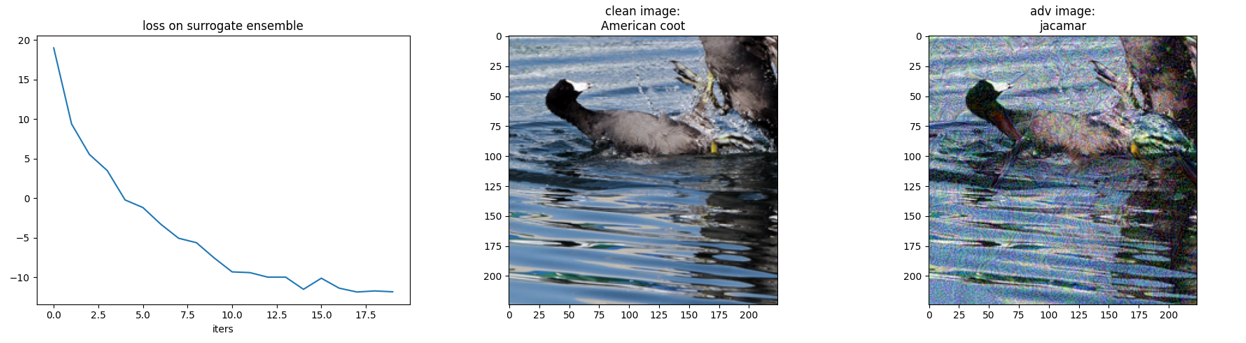 loss on surrogate ensemble
20
15
10
5
0
−5
−10
0.0 2.5 5.0 7.5 10.0 12.5 15.0 17.5
iters
clean image:
American coot
0
25
50
75
100
125
150
175
200
0 25 50 75 100 125 150 175 200
adv image:
jacamar
0
25
50
75
100
125
150
175
200
0 25 50 75 100 125 150 175 200